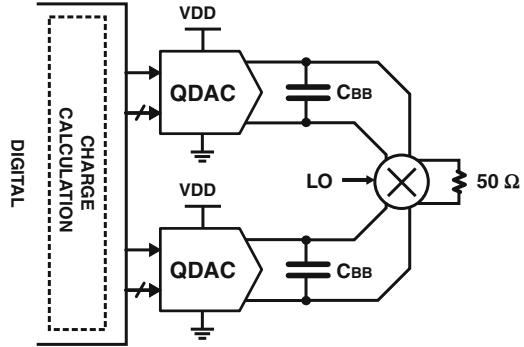 VDD
QDAC
CBB
DIGITAL
CHARGE
CALCULATION
LO
50 Ω
VDD
QDAC
CBB